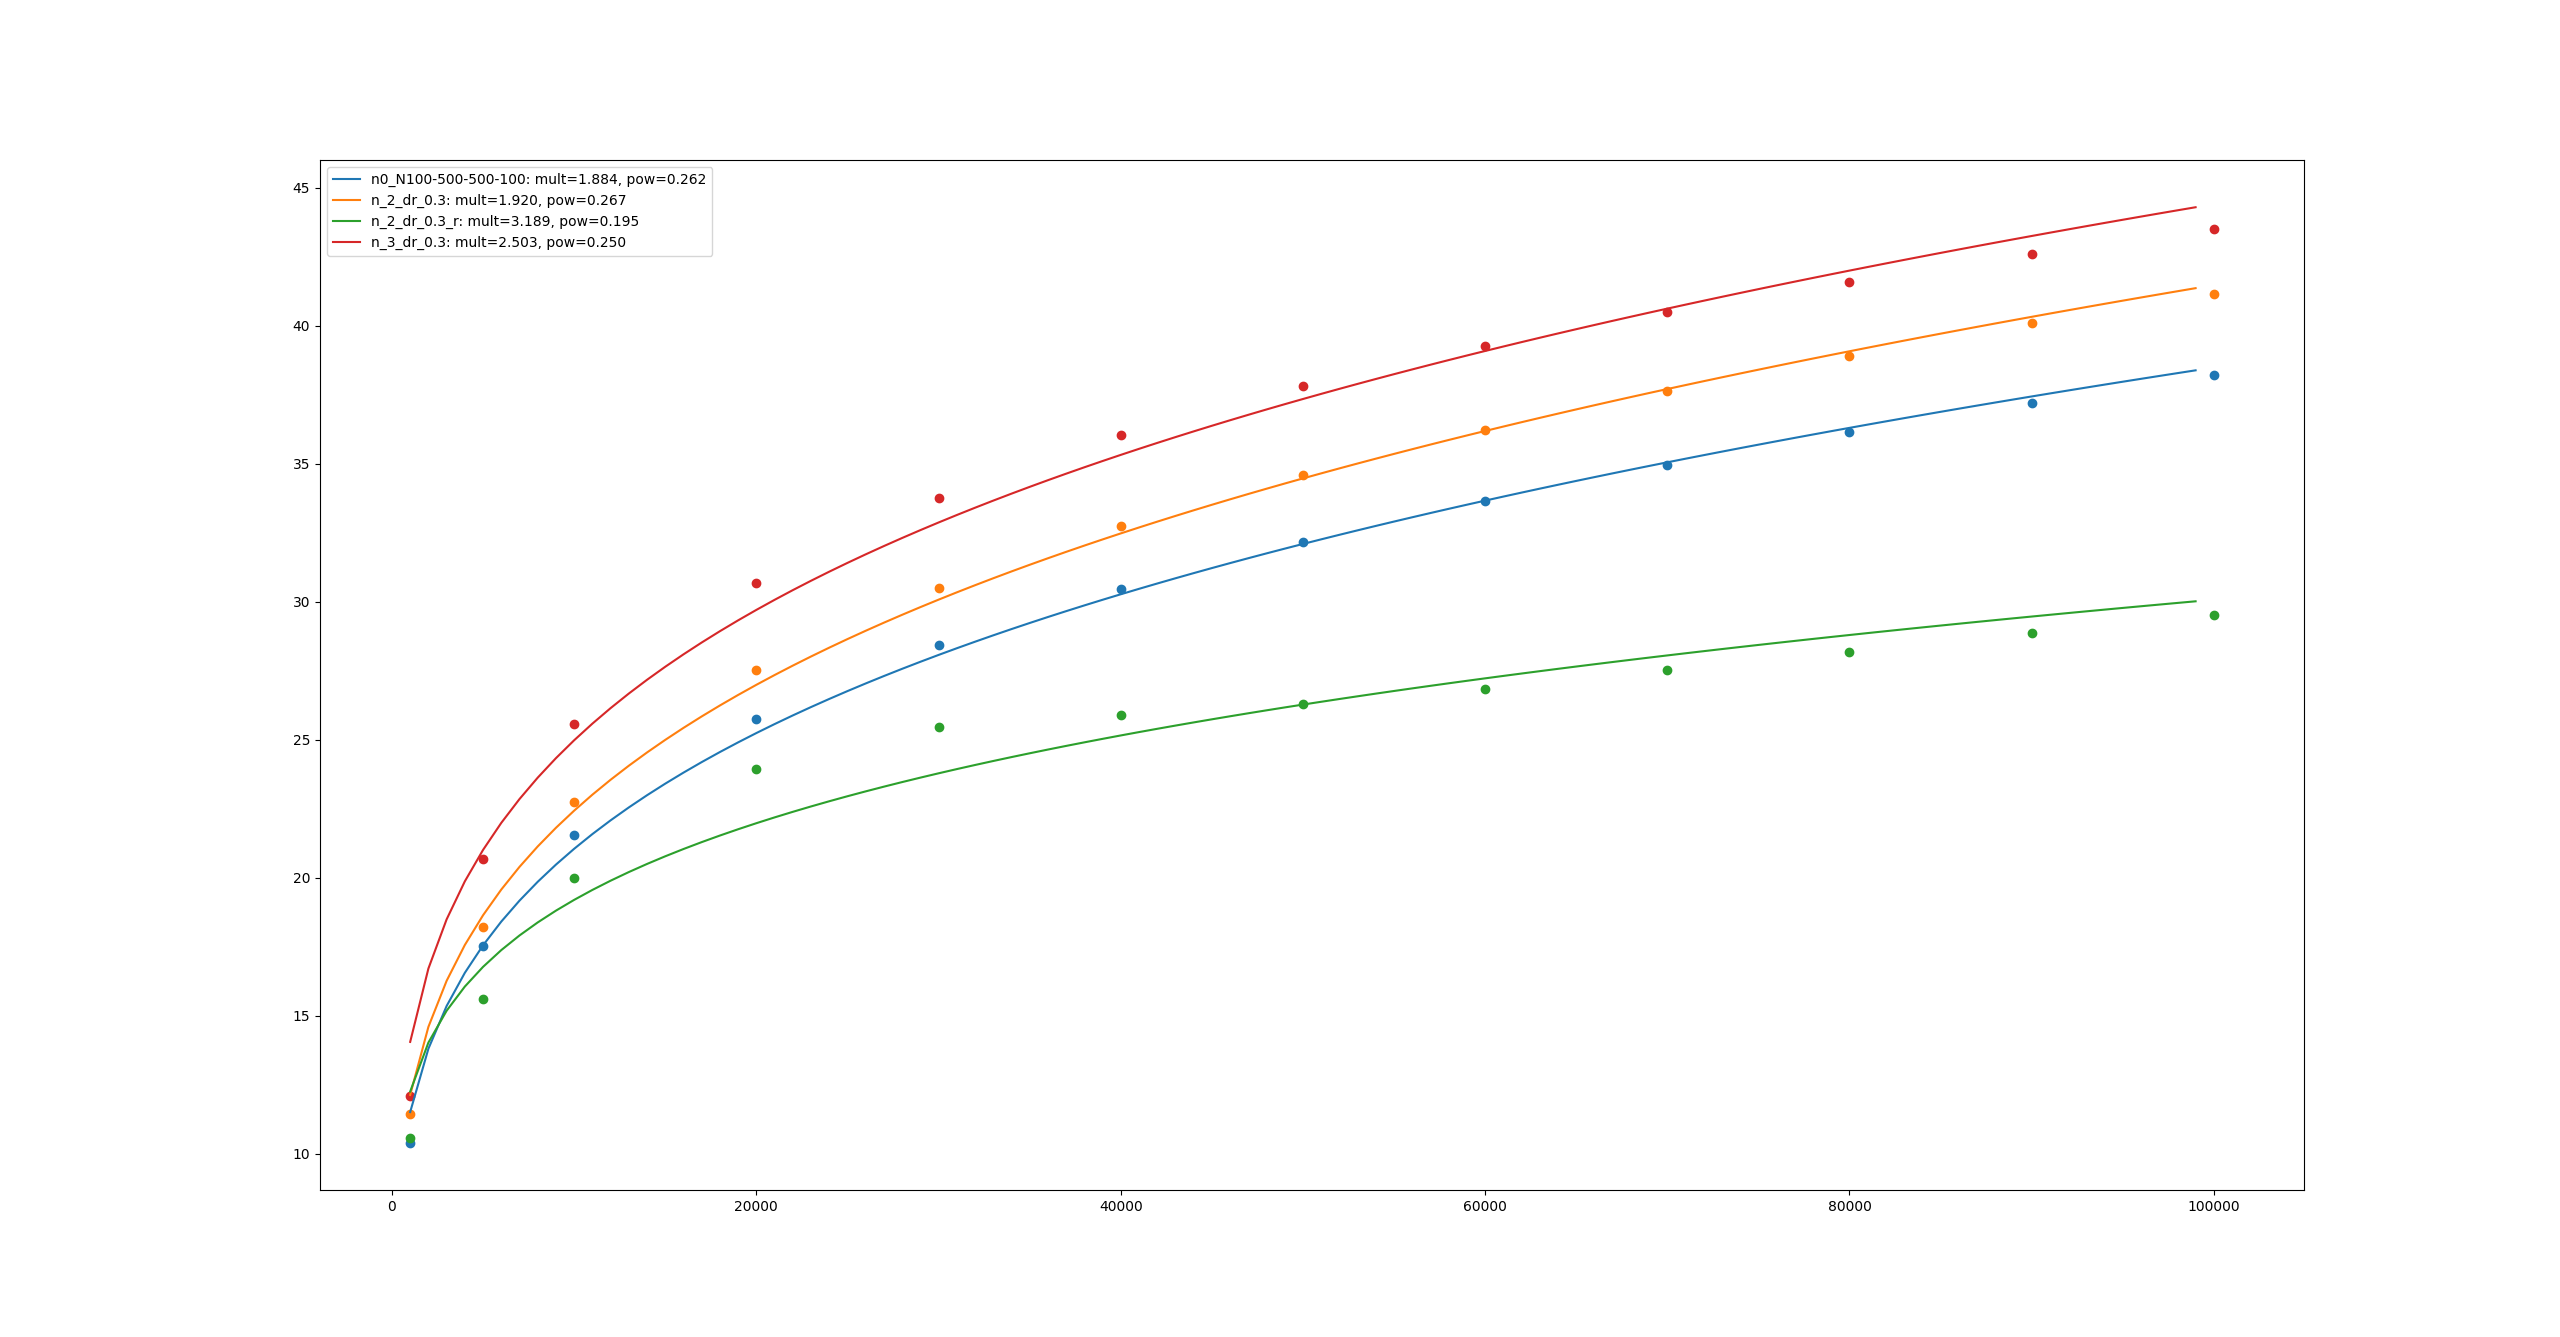 n0_N100-500-500-100: mult=1.884, pow=0.262
n_2_dr_0.3: mult=1.920, pow=0.267
n_2_dr_0.3_r: mult=3.189, pow=0.195
n_3_dr_0.3: mult=2.503, pow=0.250
45
40
35
30
25
20
15
10
0 20000 40000 60000 80000 100000